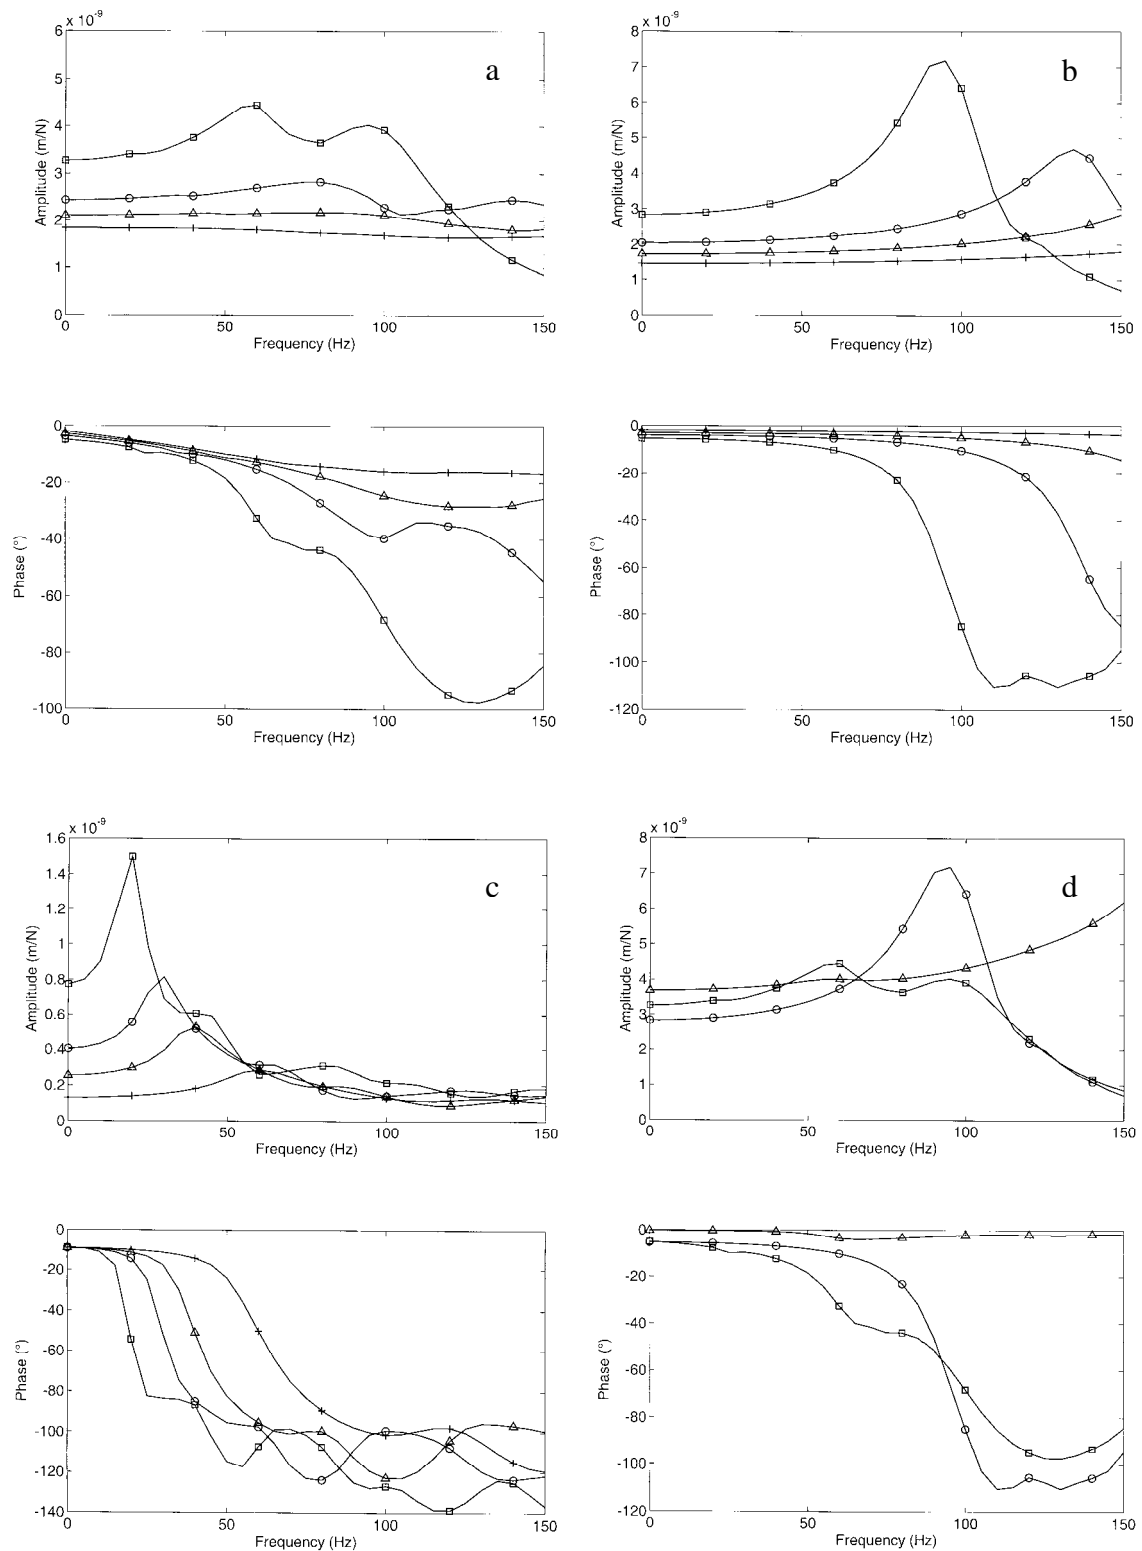 x 10⁻⁹
6
5
4
3
2
1
0
0 50 100 150
Amplitude (m/N)
Frequency (Hz)
a
x 10⁻⁹
8
7
6
5
4
3
2
1
0
0 50 100 150
Amplitude (m/N)
Frequency (Hz)
b
0
-20
-40
-60
-80
-100
0 50 100 150
Phase (°)
Frequency (Hz)
0
-20
-40
-60
-80
-100
-120
0 50 100 150
Phase (°)
Frequency (Hz)
x 10⁻⁹
1.6
1.4
1.2
1
0.8
0.6
0.4
0.2
0
0 50 100 150
Amplitude (m/N)
Frequency (Hz)
c
x 10⁻⁹
8
7
6
5
4
3
2
1
0
0 50 100 150
Amplitude (m/N)
Frequency (Hz)
d
0
-20
-40
-60
-80
-100
-120
-140
0 50 100 150
Phase (°)
Frequency (Hz)
0
-20
-40
-60
-80
-100
-120
0 50 100 150
Phase (°)
Frequency (Hz)